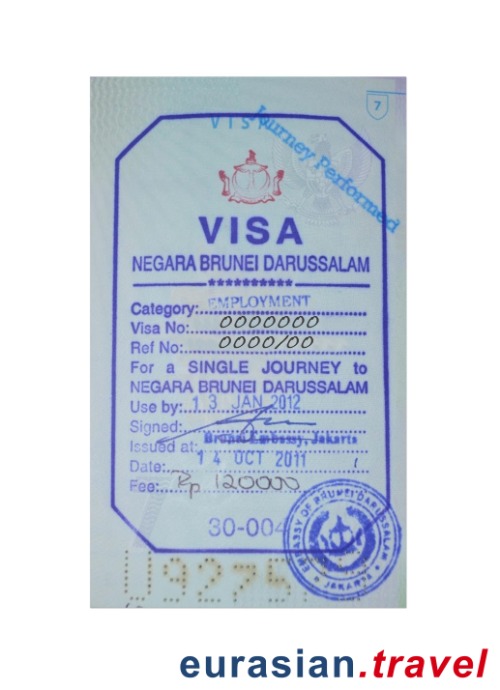 7
VISA
Journey Performed
VISA
NEGARA BRUNEI DARUSSALAM
**********
Category: EMPLOYMENT
Visa No: 0000000
Ref No: 0000/00
For a SINGLE JOURNEY to
NEGARA BRUNEI DARUSSALAM
Use by: 13 JAN 2012
Signed:
Issued at: Brunei Embassy, Jakarta
Date: 14 OCT 2011
Fee: Rp 120000
30-004
EMBASSY OF BRUNEI DARUSSALAM
* JAKARTA *
U9275
eurasian.travel